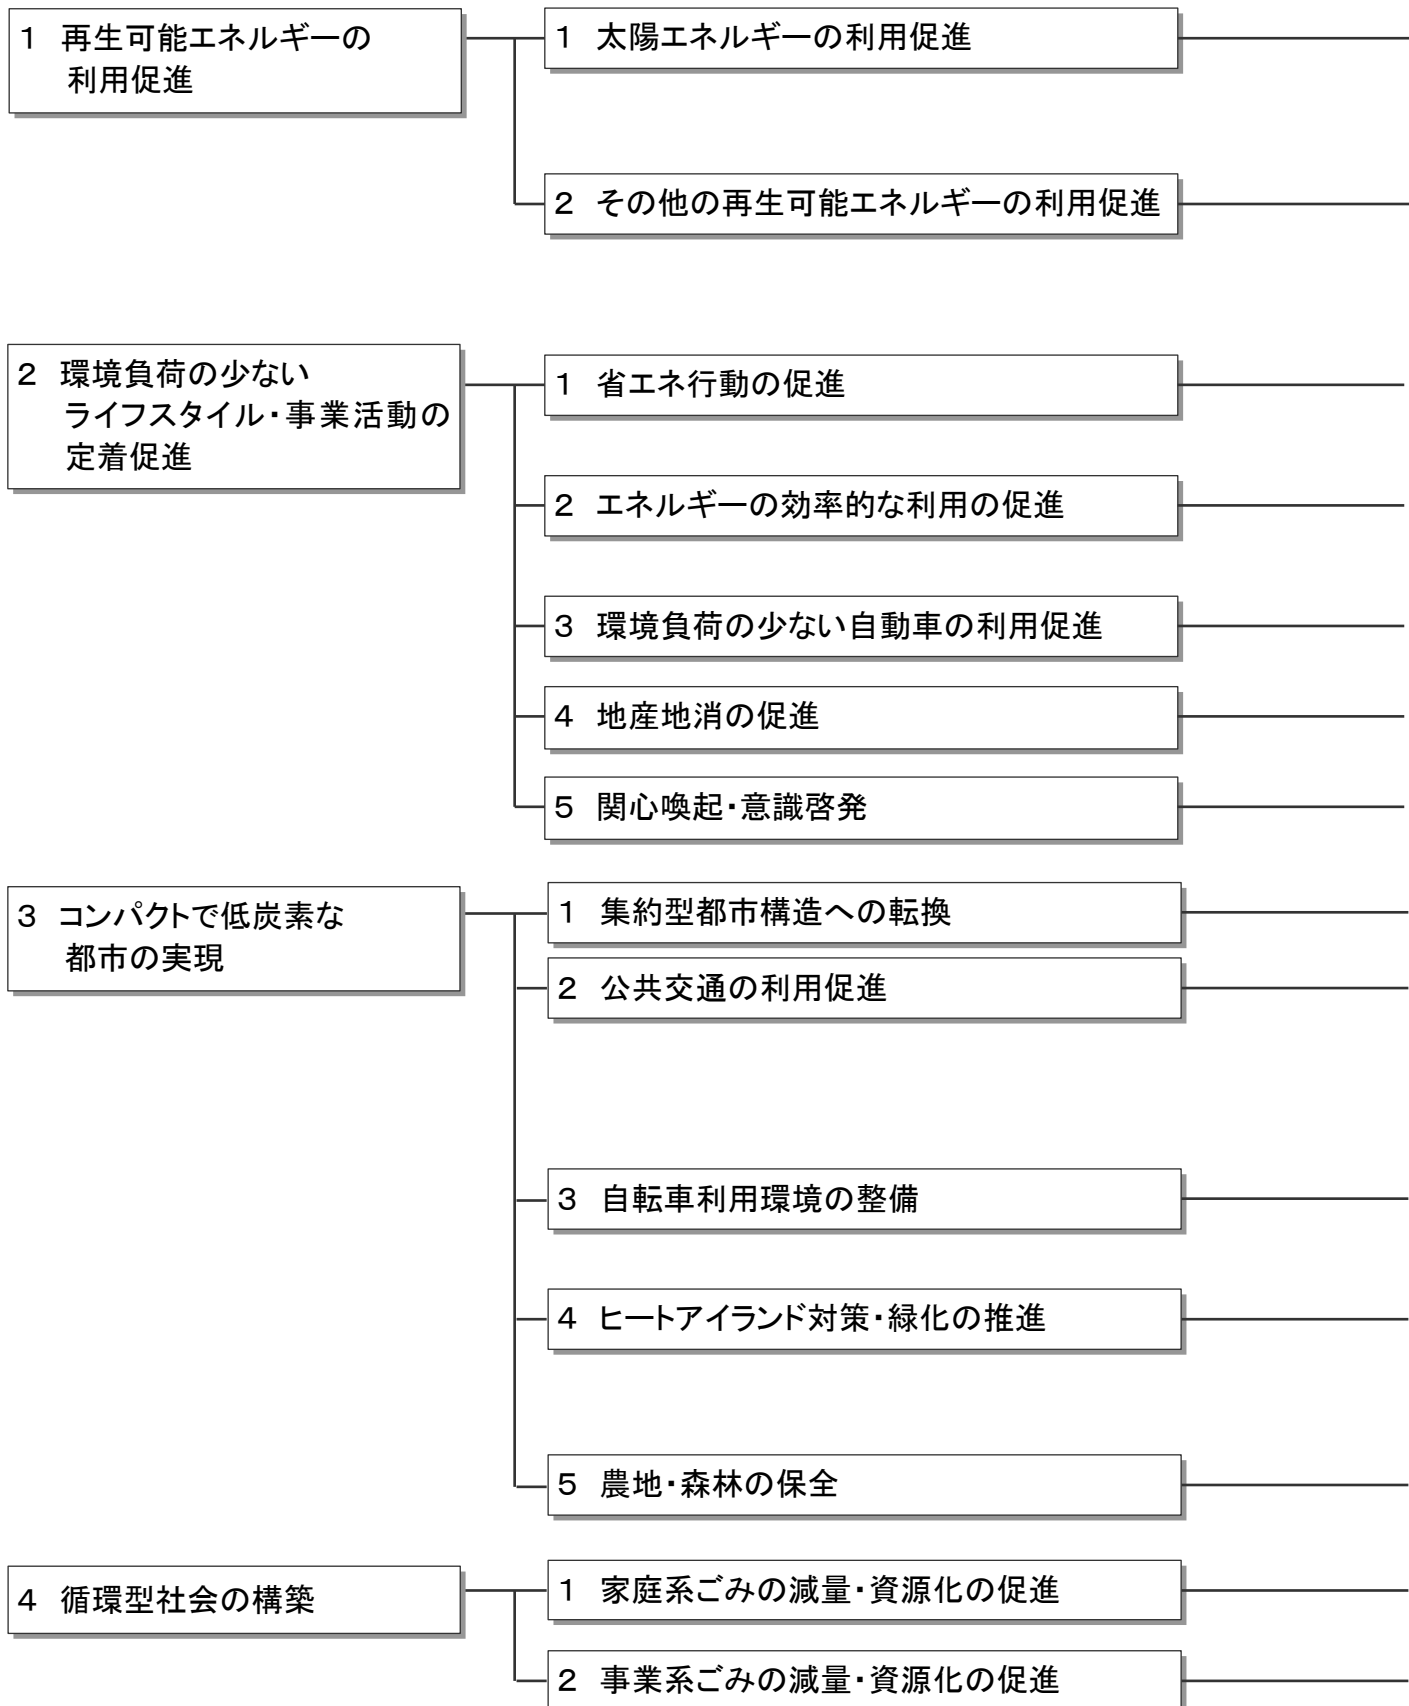 1 再生可能エネルギーの
利用促進
1 太陽エネルギーの利用促進
2 その他の再生可能エネルギーの利用促進
2 環境負荷の少ない
ライフスタイル・事業活動の
定着促進
1 省エネ行動の促進
2 エネルギーの効率的な利用の促進
3 環境負荷の少ない自動車の利用促進
4 地産地消の促進
5 関心喚起・意識啓発
3 コンパクトで低炭素な
都市の実現
1 集約型都市構造への転換
2 公共交通の利用促進
3 自転車利用環境の整備
4 ヒートアイランド対策・緑化の推進
5 農地・森林の保全
4 循環型社会の構築
1 家庭系ごみの減量・資源化の促進
2 事業系ごみの減量・資源化の促進